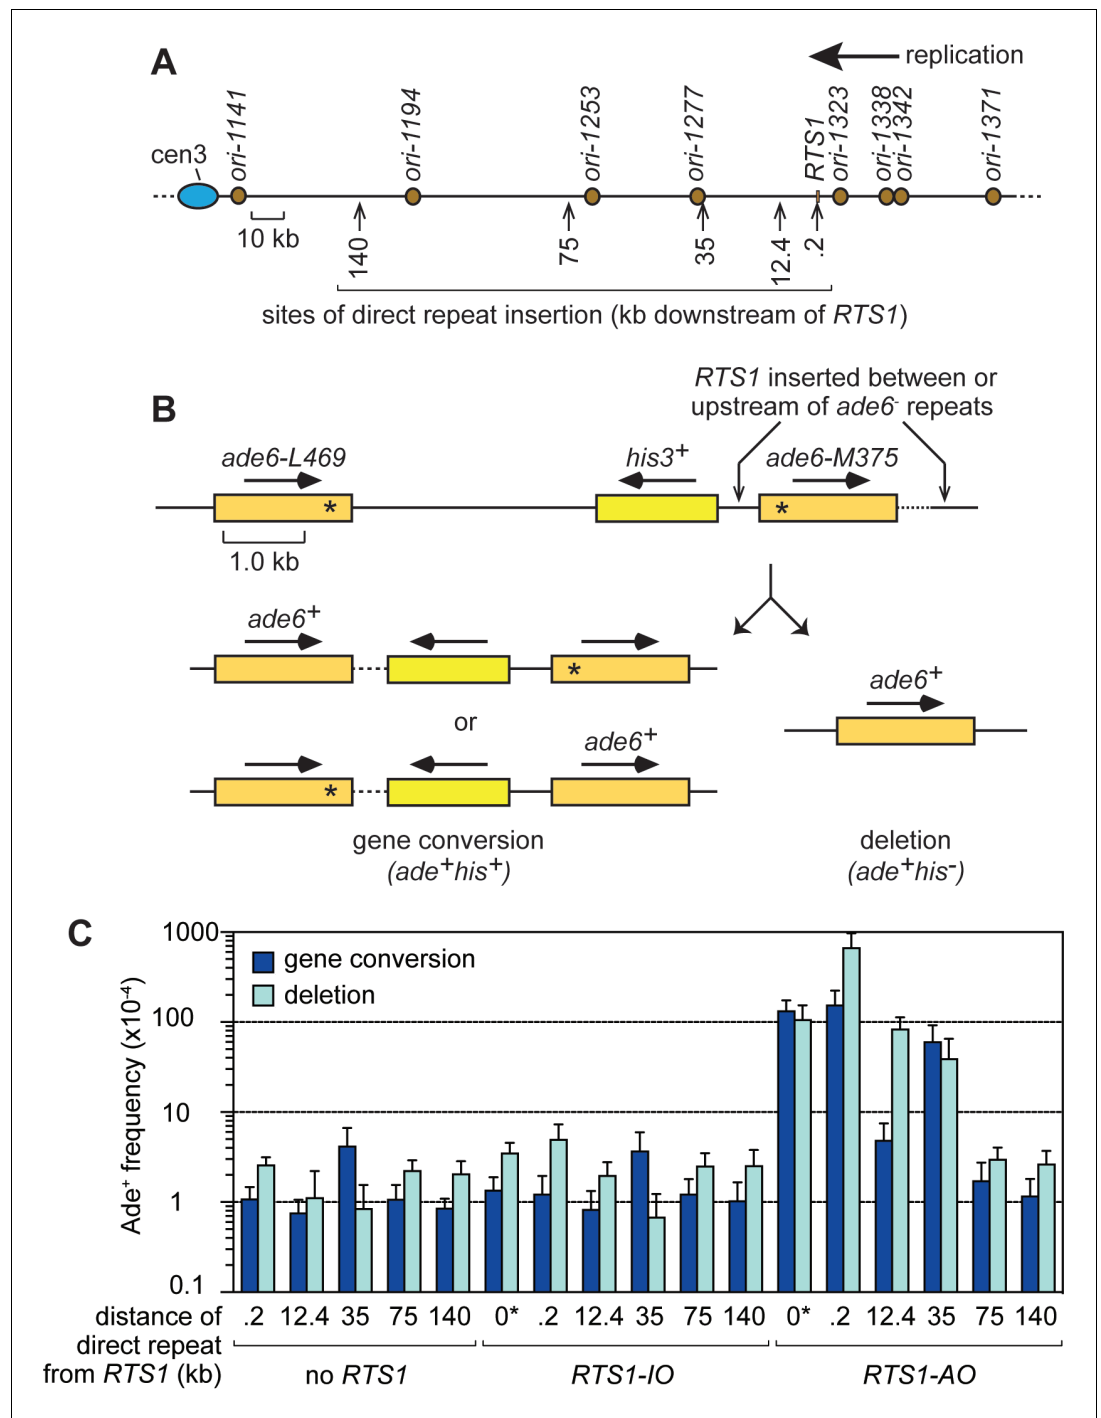 A
replication
cen3
ori-1141
ori-1194
ori-1253
ori-1277
RTS1
ori-1323
ori-1338
ori-1342
ori-1371
10 kb
140
75
35
12.4
.2
sites of direct repeat insertion (kb downstream of RTS1)
B
RTS1 inserted between or
upstream of ade6- repeats
ade6-L469
his3+
ade6-M375
*
*
1.0 kb
ade6+
*
or
ade6+
ade6+
*
gene conversion
(ade+his+)
deletion
(ade+his-)
C
Ade+ frequency (x10-4)
1000
100
10
1
0.1
gene conversion
deletion
distance of
direct repeat
from RTS1 (kb)
.2 12.4 35 75 140 0* .2 12.4 35 75 140 0* .2 12.4 35 75 140
no RTS1 RTS1-IO RTS1-AO